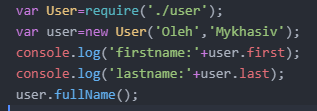 var User=require('./user');
var user=new User('Oleh','Mykhasiv');
console.log('firstname:'+user.first);
console.log('lastname:'+user.last);
user.fullName();